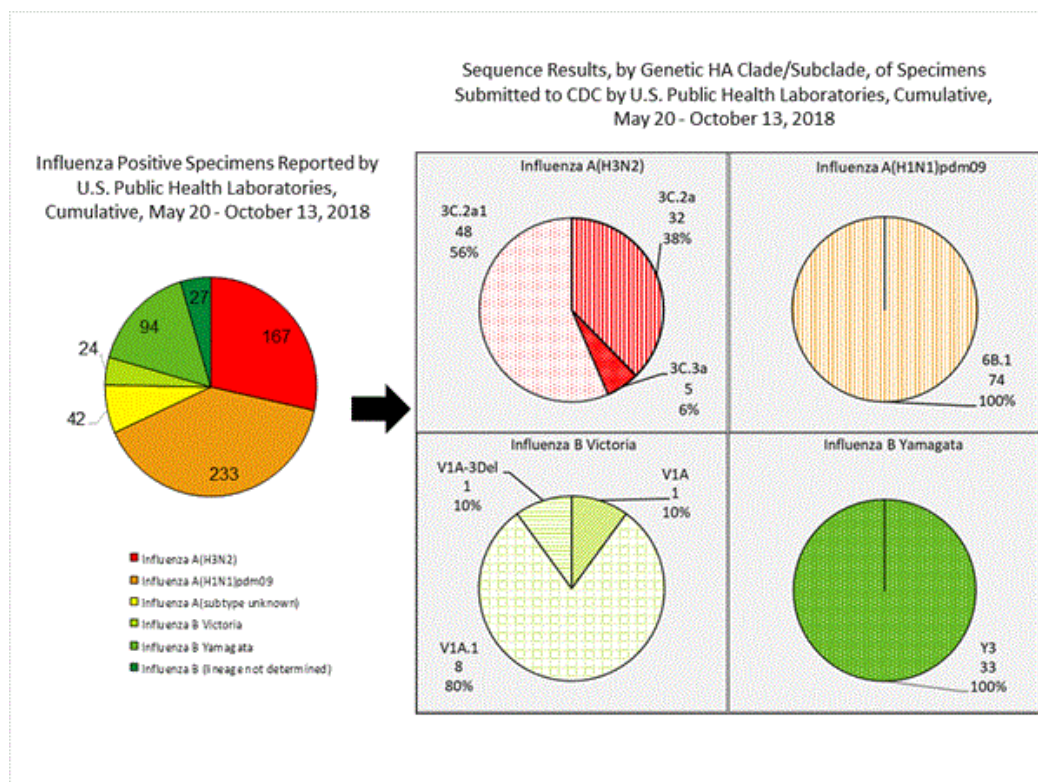 Sequence Results, by Genetic HA Clade/Subclade, of Specimens
Submitted to CDC by U.S. Public Health Laboratories, Cumulative,
May 20 - October 13, 2018
Influenza Positive Specimens Reported by
U.S. Public Health Laboratories,
Cumulative, May 20 - October 13, 2018
27
94
167
24
42
233
Influenza A(H3N2)
Influenza A(H1N1)pdm09
Influenza A(subtype unknown)
Influenza B Victoria
Influenza B Yamagata
Influenza B (lineage not determined)
Influenza A(H3N2)
3C.2a1
48
56%
3C.2a
32
38%
3C.3a
5
6%
Influenza A(H1N1)pdm09
6B.1
74
100%
Influenza B Victoria
V1A-3Del
1
10%
V1A
1
10%
V1A.1
8
80%
Influenza B Yamagata
Y3
33
100%